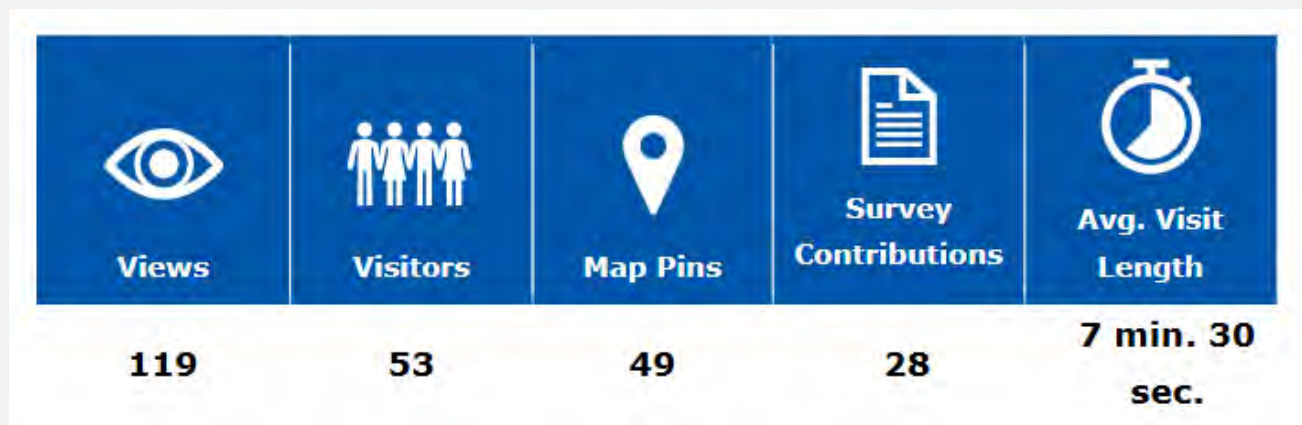 Views
Visitors
Map Pins
Survey
Contributions
Avg. Visit
Length
119
53
49
28
7 min. 30
sec.